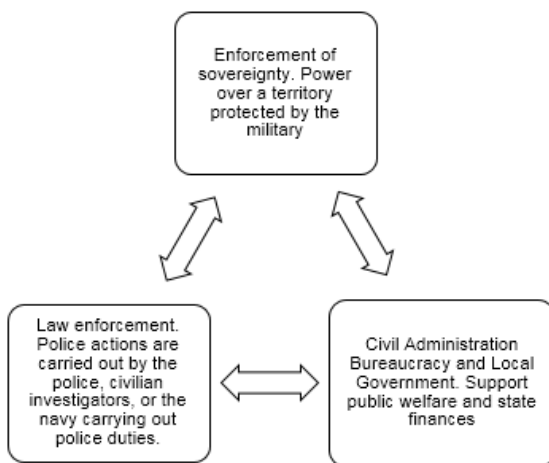 Enforcement of
sovereignty. Power
over a territory
protected by the
military
Law enforcement.
Police actions are
carried out by the
police, civilian
investigators, or the
navy carrying out
police duties.
Civil Administration
Bureaucracy and Local
Government. Support
public welfare and state
finances